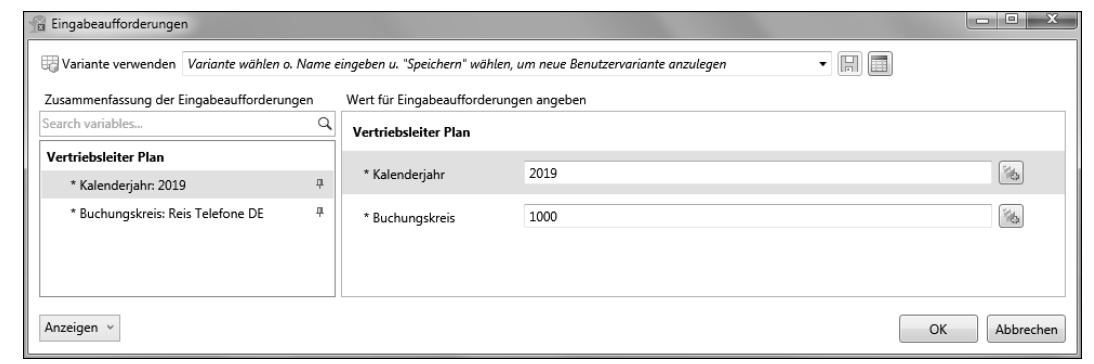 Eingabeaufforderungen
Variante verwenden Variante wählen o. Name eingeben u. "Speichern" wählen, um neue Benutzervariante anzulegen
Zusammenfassung der Eingabeaufforderungen
Search variables...
Vertriebsleiter Plan
* Kalenderjahr: 2019
* Buchungskreis: Reis Telefone DE
Wert für Eingabeaufforderungen angeben
Vertriebsleiter Plan
* Kalenderjahr 2019
* Buchungskreis 1000
Anzeigen
OK Abbrechen